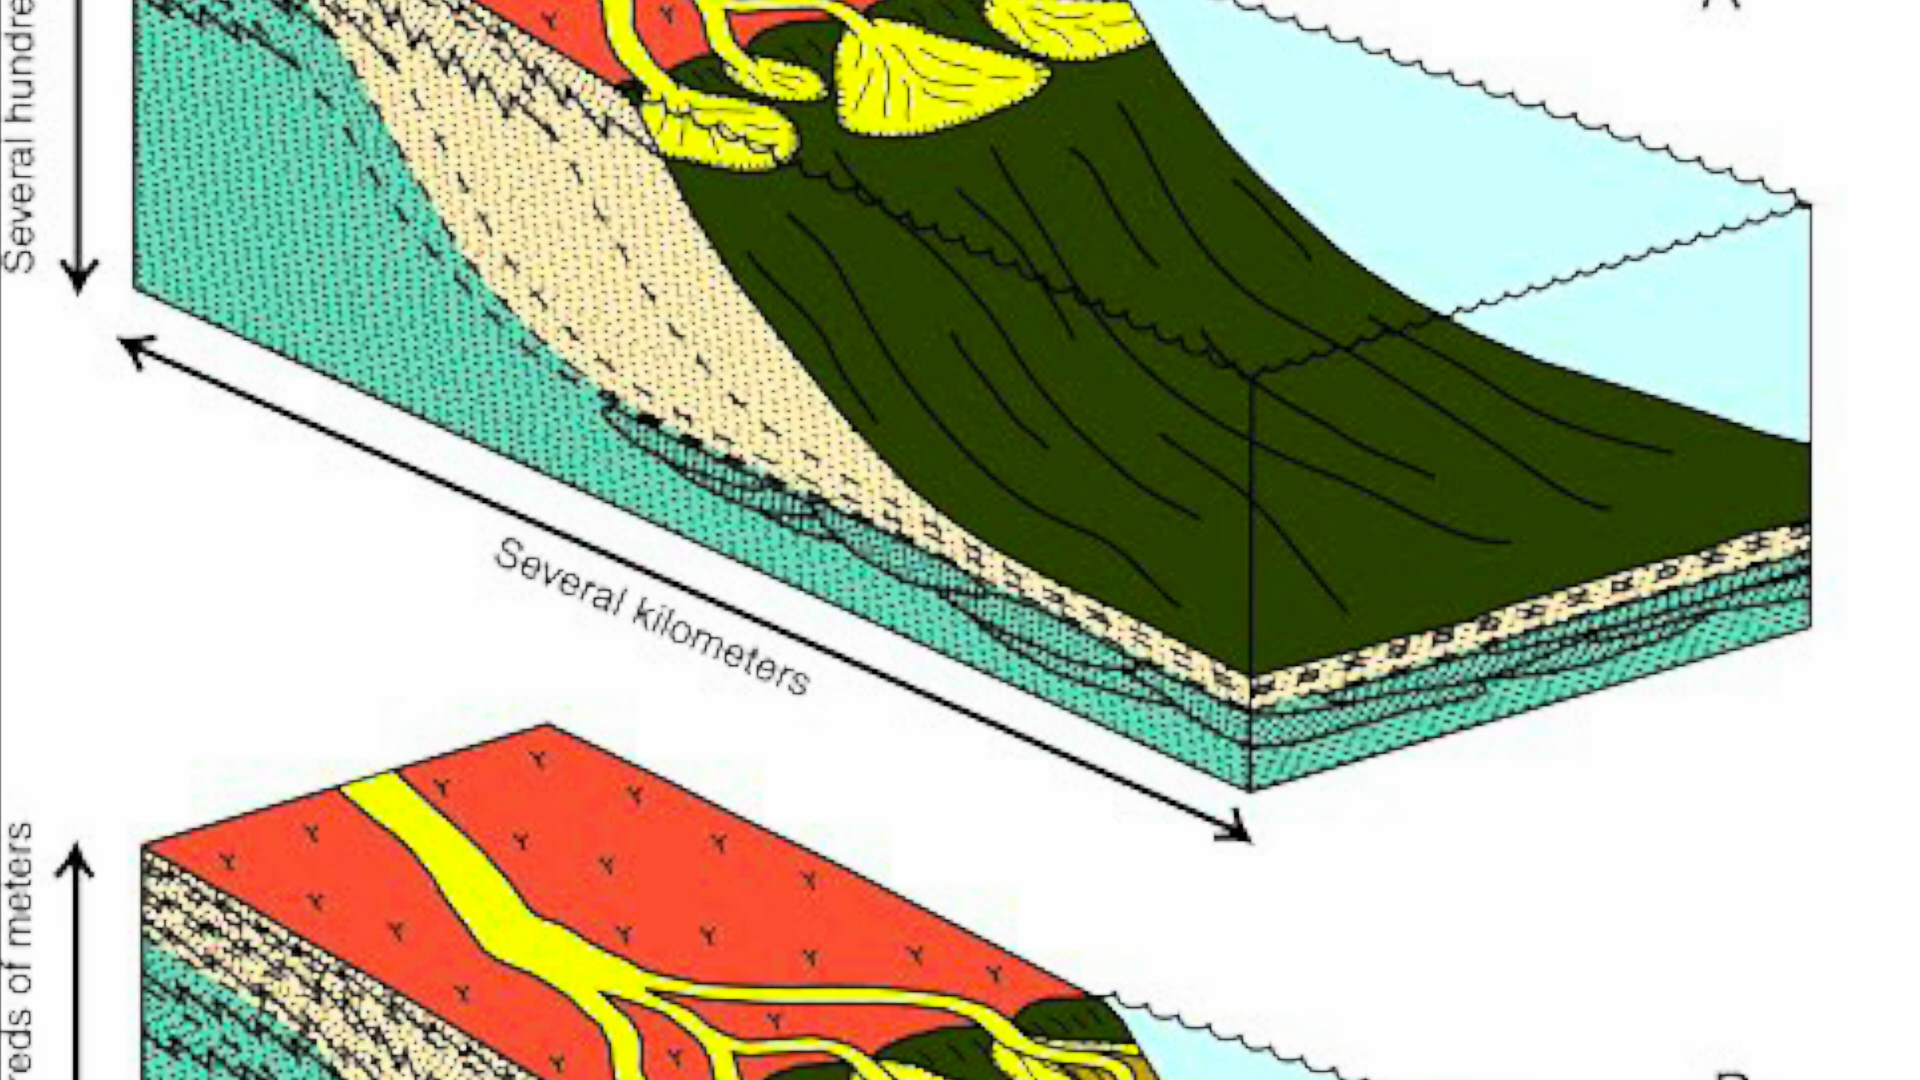 Several hundre
Several kilometers
reds of meters